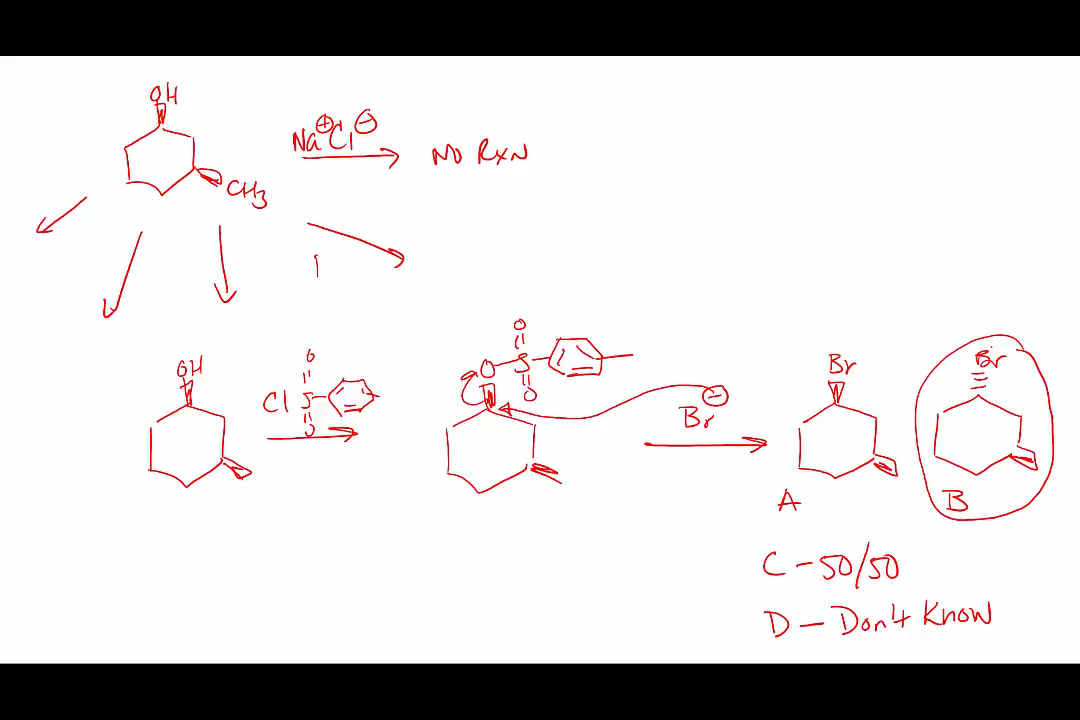 OH
Na⊕Cl⊖
No RxN
CH3
OH
O
Cl S
O
O
O S
O
Br⊖
Br
Br
A
B
C - 50/50
D - Don't Know